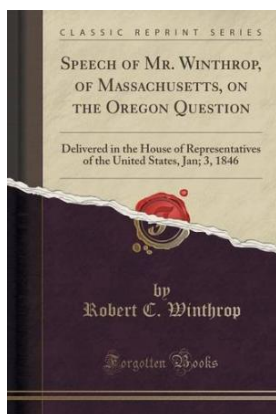 CLASSIC REPRINT SERIES
SPEECH OF MR. WINTHROP,
OF MASSACHUSETTS, ON
THE OREGON QUESTION
Delivered in the House of Representatives
of the United States, Jan; 3, 1846
by
Robert C. Winthrop
Forgotten Books